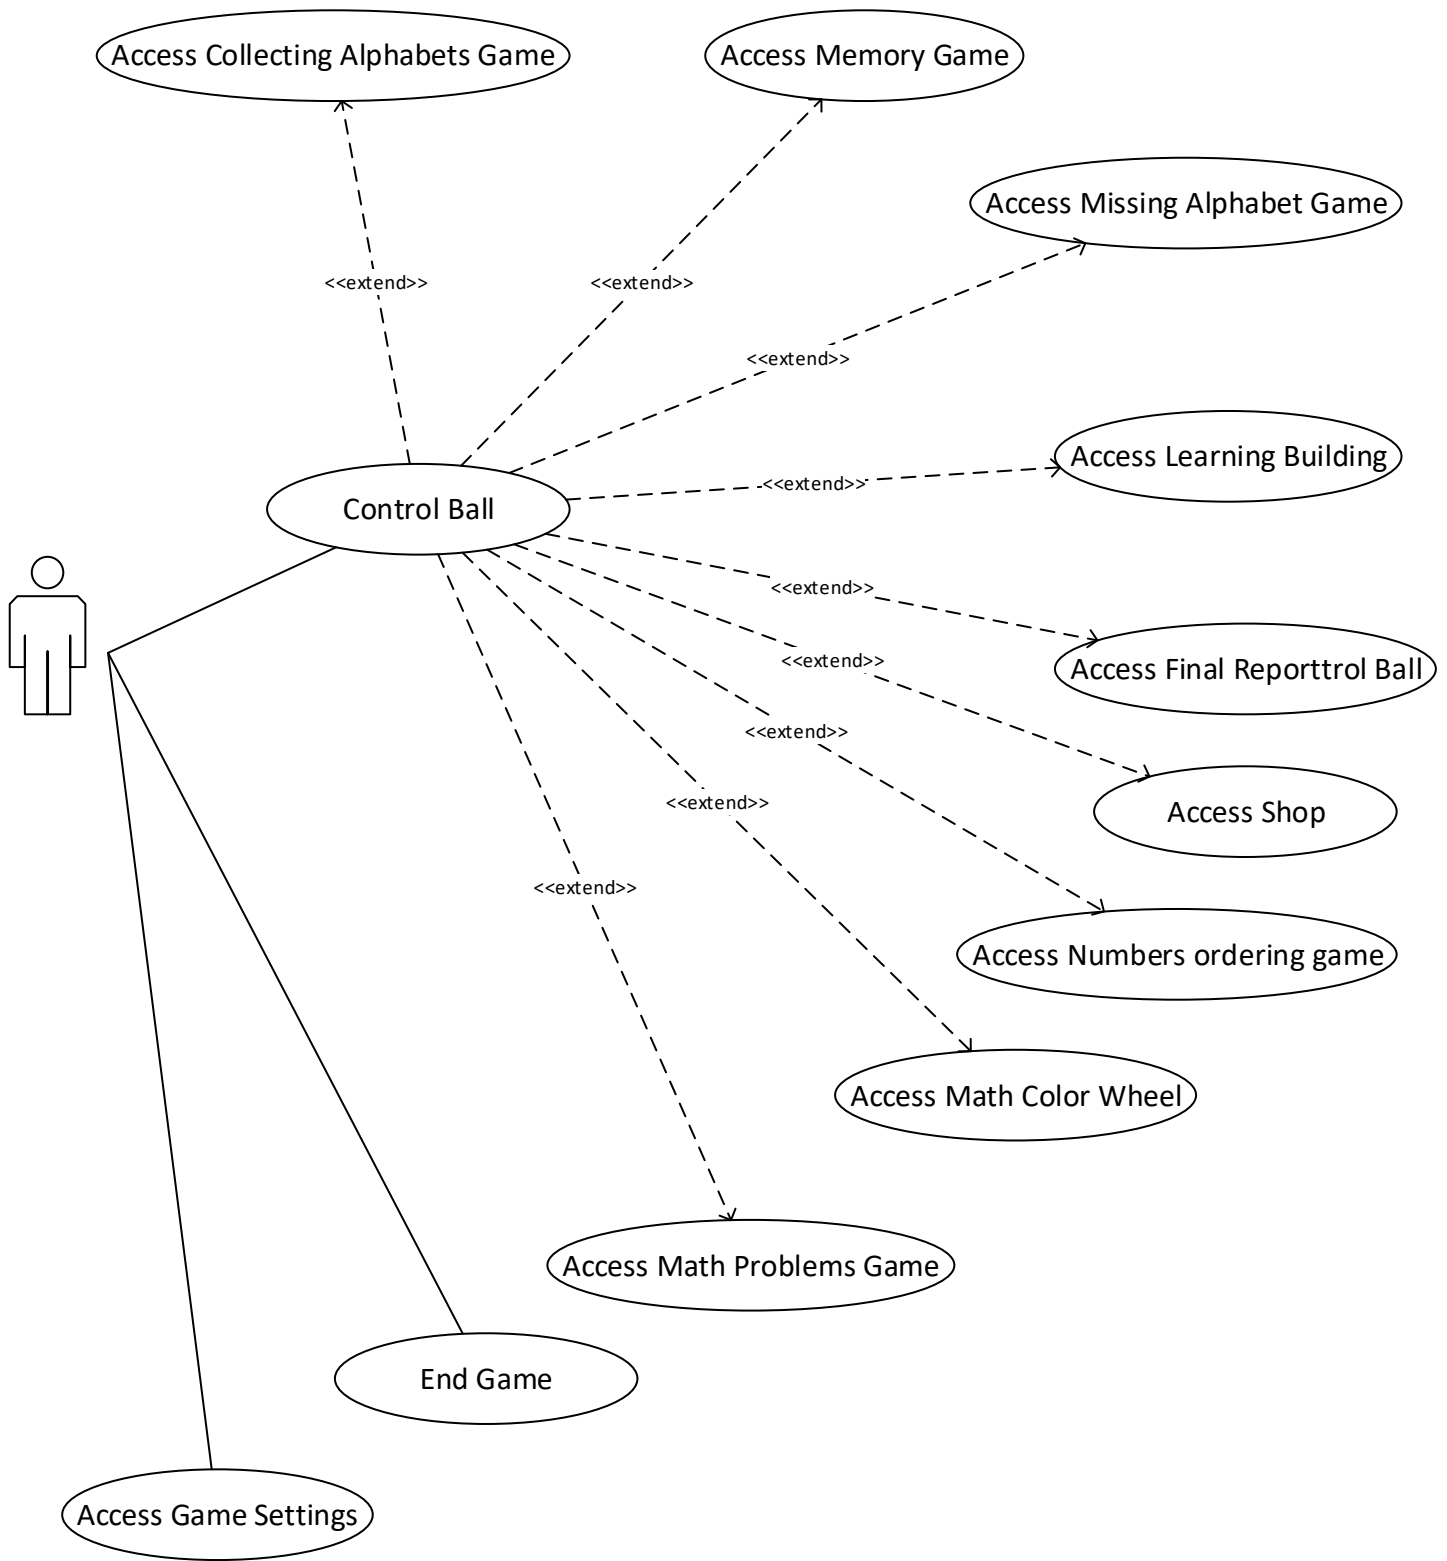 Access Collecting Alphabets Game
Access Memory Game
Access Missing Alphabet Game
<<extend>>
<<extend>>
<<extend>>
Access Learning Building
<<extend>>
Control Ball
<<extend>>
<<extend>>
Access Final Reporttrol Ball
<<extend>>
<<extend>>
Access Shop
<<extend>>
Access Numbers ordering game
Access Math Color Wheel
Access Math Problems Game
End Game
Access Game Settings